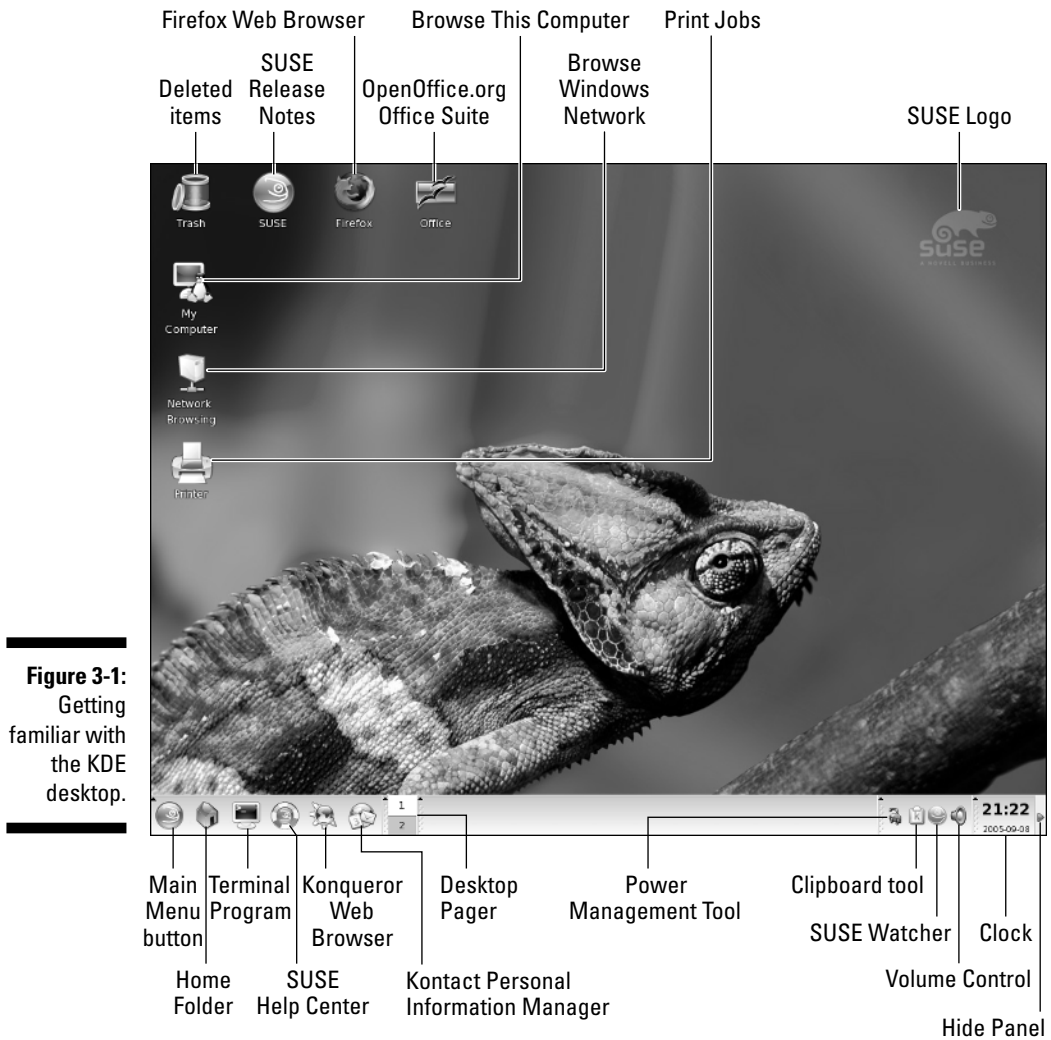 Firefox Web Browser
Browse This Computer
Print Jobs
Deleted
items
SUSE
Release
Notes
OpenOffice.org
Office Suite
Browse
Windows
Network
SUSE Logo
Trash
SUSE
Firefox
Office
SUSE
A NOVELL BUSINESS
My
Computer
Network
Browsing
Printer
Figure 3-1:
Getting
familiar with
the KDE
desktop.
1
2
21:22
2005-09-08
Main
Menu
button
Terminal
Program
Konqueror
Web
Browser
Desktop
Pager
Power
Management Tool
Clipboard tool
SUSE Watcher
Clock
Home
Folder
SUSE
Help Center
Kontact Personal
Information Manager
Volume Control
Hide Panel